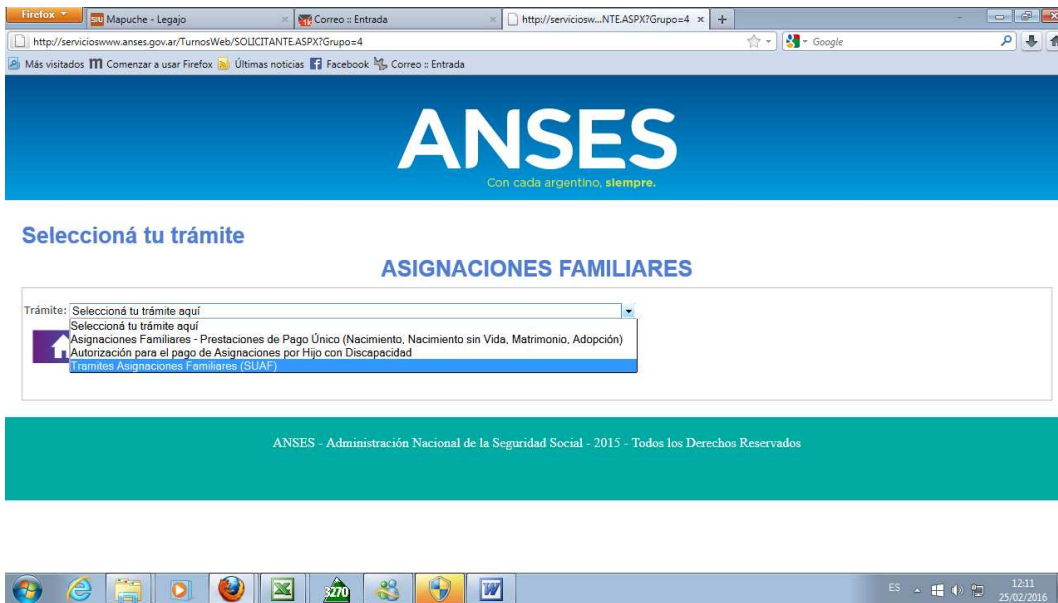 Firefox
SIU Mapuche - Legajo
Correo :: Entrada
http://serviciosw...NTE.ASPX?Grupo=4
http://servicioswww.anses.gov.ar/TurnosWeb/SOLICITANTE.ASPX?Grupo=4
Google
Más visitados
Comenzar a usar Firefox
Últimas noticias
Facebook
Correo :: Entrada
ANSES
Con cada argentino, siempre.
Seleccioná tu trámite
ASIGNACIONES FAMILIARES
Trámite: Seleccioná tu trámite aquí
Seleccioná tu trámite aquí
Asignaciones Familiares - Prestaciones de Pago Único (Nacimiento, Nacimiento sin Vida, Matrimonio, Adopción)
Autorización para el pago de Asignaciones por Hijo con Discapacidad
Tramites Asignaciones Familiares (SUAF)
ANSES - Administración Nacional de la Seguridad Social - 2015 - Todos los Derechos Reservados
3270
ES
12:11
25/02/2016